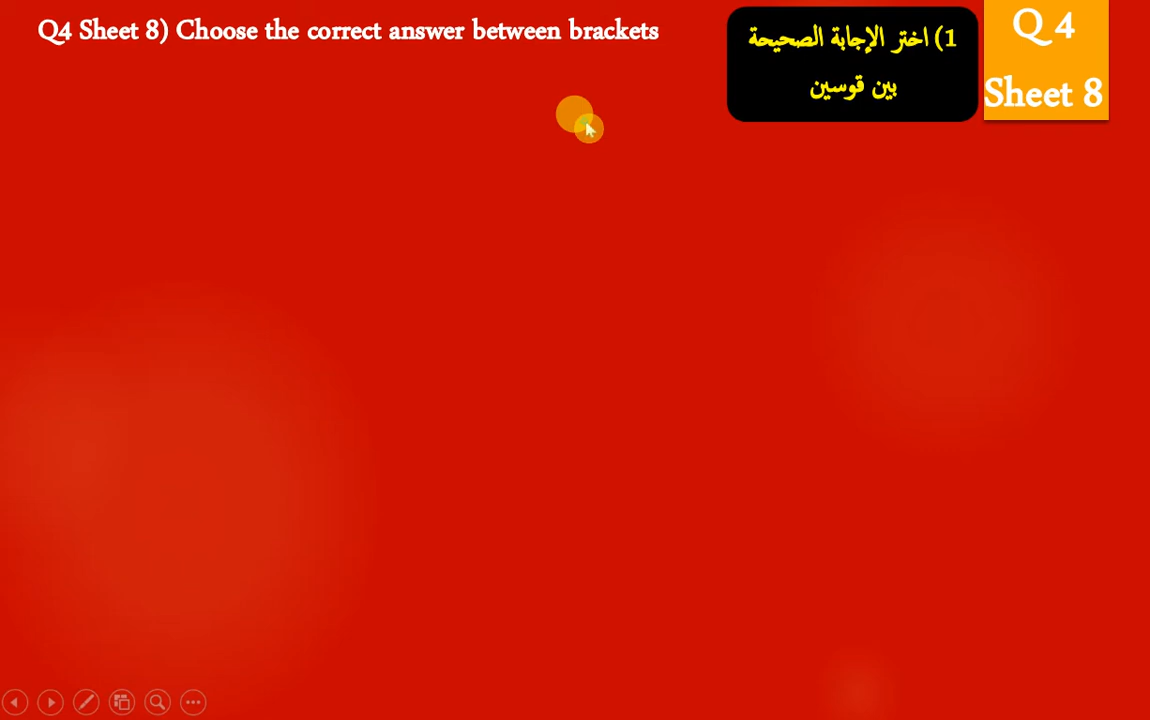 Q4 Sheet 8) Choose the correct answer between brackets
1) اختر الإجابة الصحيحة
بين قوسين
Q 4
Sheet 8